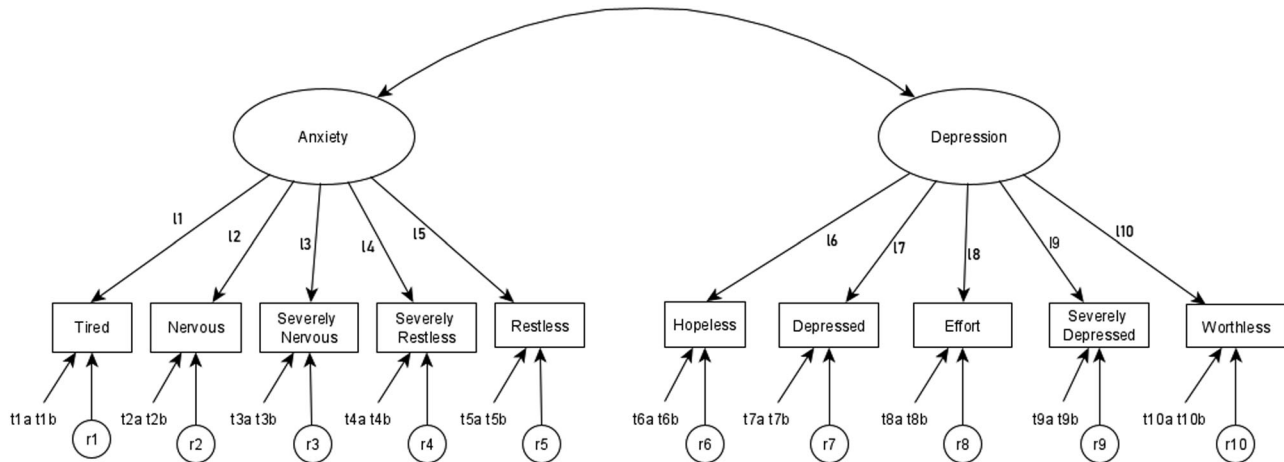 Anxiety
Depression
l1
l2
l3
l4
l5
l6
l7
l8
l9
l10
Tired
Nervous
Severely
Nervous
Severely
Restless
Restless
Hopeless
Depressed
Effort
Severely
Depressed
Worthless
t1a t1b
t2a t2b
t3a t3b
t4a t4b
t5a t5b
t6a t6b
t7a t7b
t8a t8b
t9a t9b
t10a t10b
r1
r2
r3
r4
r5
r6
r7
r8
r9
r10